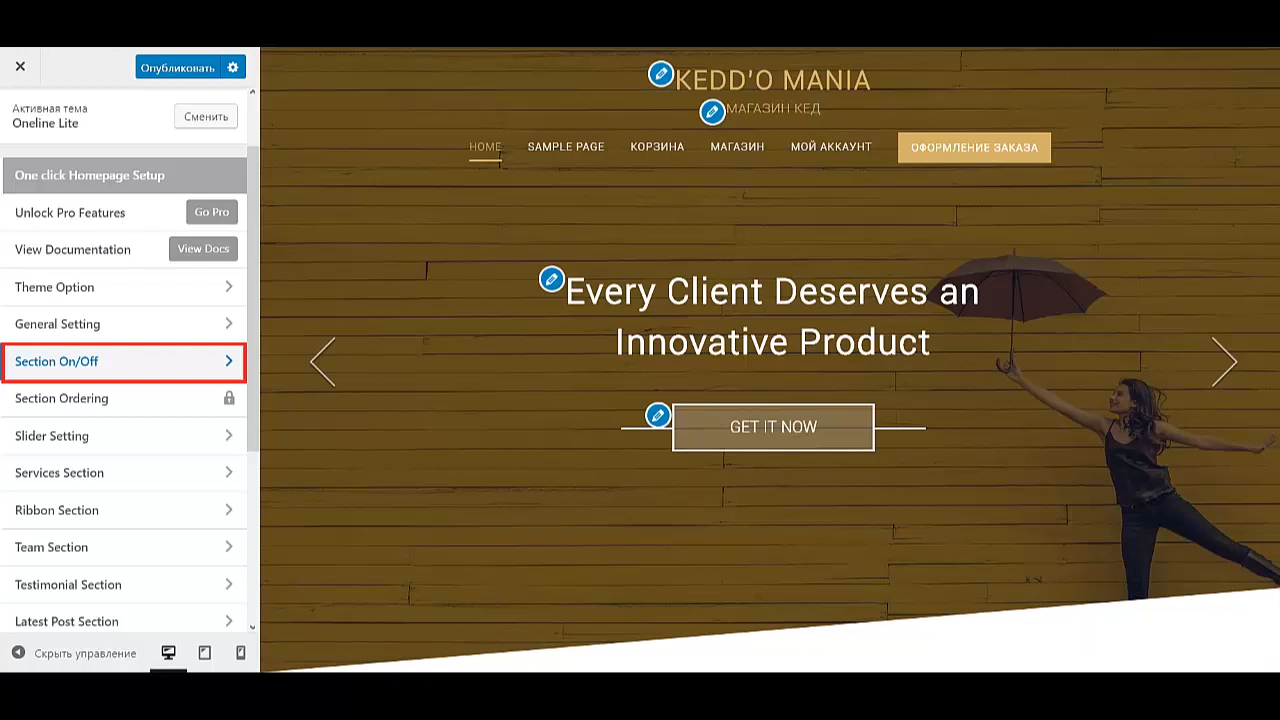 Опубликовать
Активная тема
Oneline Lite
Сменить
One click Homepage Setup
Unlock Pro Features
Go Pro
View Documentation
View Docs
Theme Option
General Setting
Section On/Off
Section Ordering
Slider Setting
Services Section
Ribbon Section
Team Section
Testimonial Section
Latest Post Section
Скрыть управление
KEDD'O MANIA
МАГАЗИН КЕД
HOME
SAMPLE PAGE
КОРЗИНА
МАГАЗИН
МОЙ АККАУНТ
ОФОРМЛЕНИЕ ЗАКАЗА
Every Client Deserves an
Innovative Product
GET IT NOW